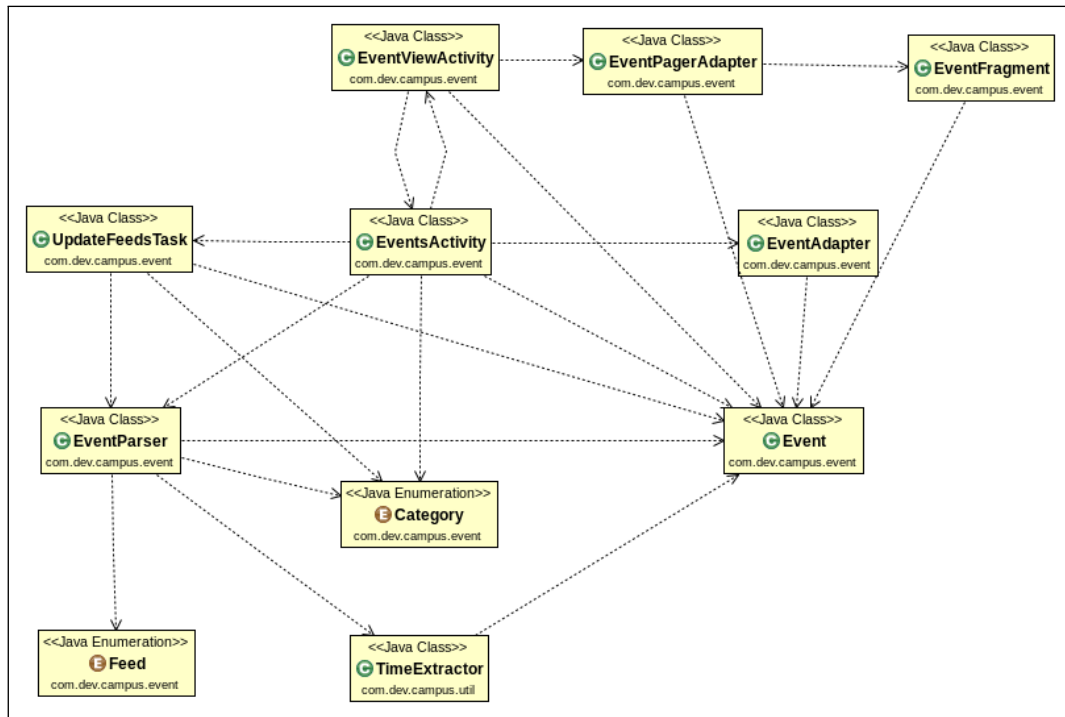 <<Java Class>>
EventViewActivity
com.dev.campus.event
<<Java Class>>
EventPagerAdapter
com.dev.campus.event
<<Java Class>>
EventFragment
com.dev.campus.event
<<Java Class>>
UpdateFeedsTask
com.dev.campus.event
<<Java Class>>
EventsActivity
com.dev.campus.event
<<Java Class>>
EventAdapter
com.dev.campus.event
<<Java Class>>
EventParser
com.dev.campus.event
<<Java Class>>
Event
com.dev.campus.event
<<Java Enumeration>>
Category
com.dev.campus.event
<<Java Enumeration>>
Feed
com.dev.campus.event
<<Java Class>>
TimeExtractor
com.dev.campus.util